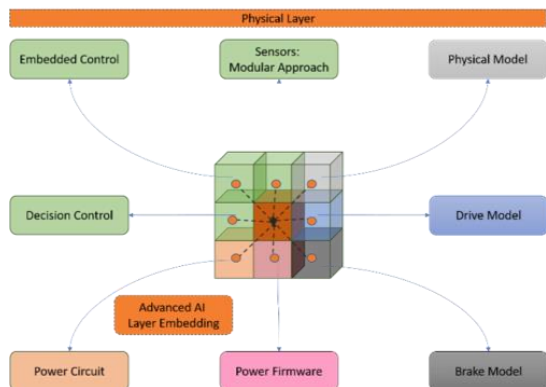 Physical Layer
Embedded Control
Sensors:
Modular Approach
Physical Model
Decision Control
Drive Model
Advanced AI
Layer Embedding
Power Circuit
Power Firmware
Brake Model